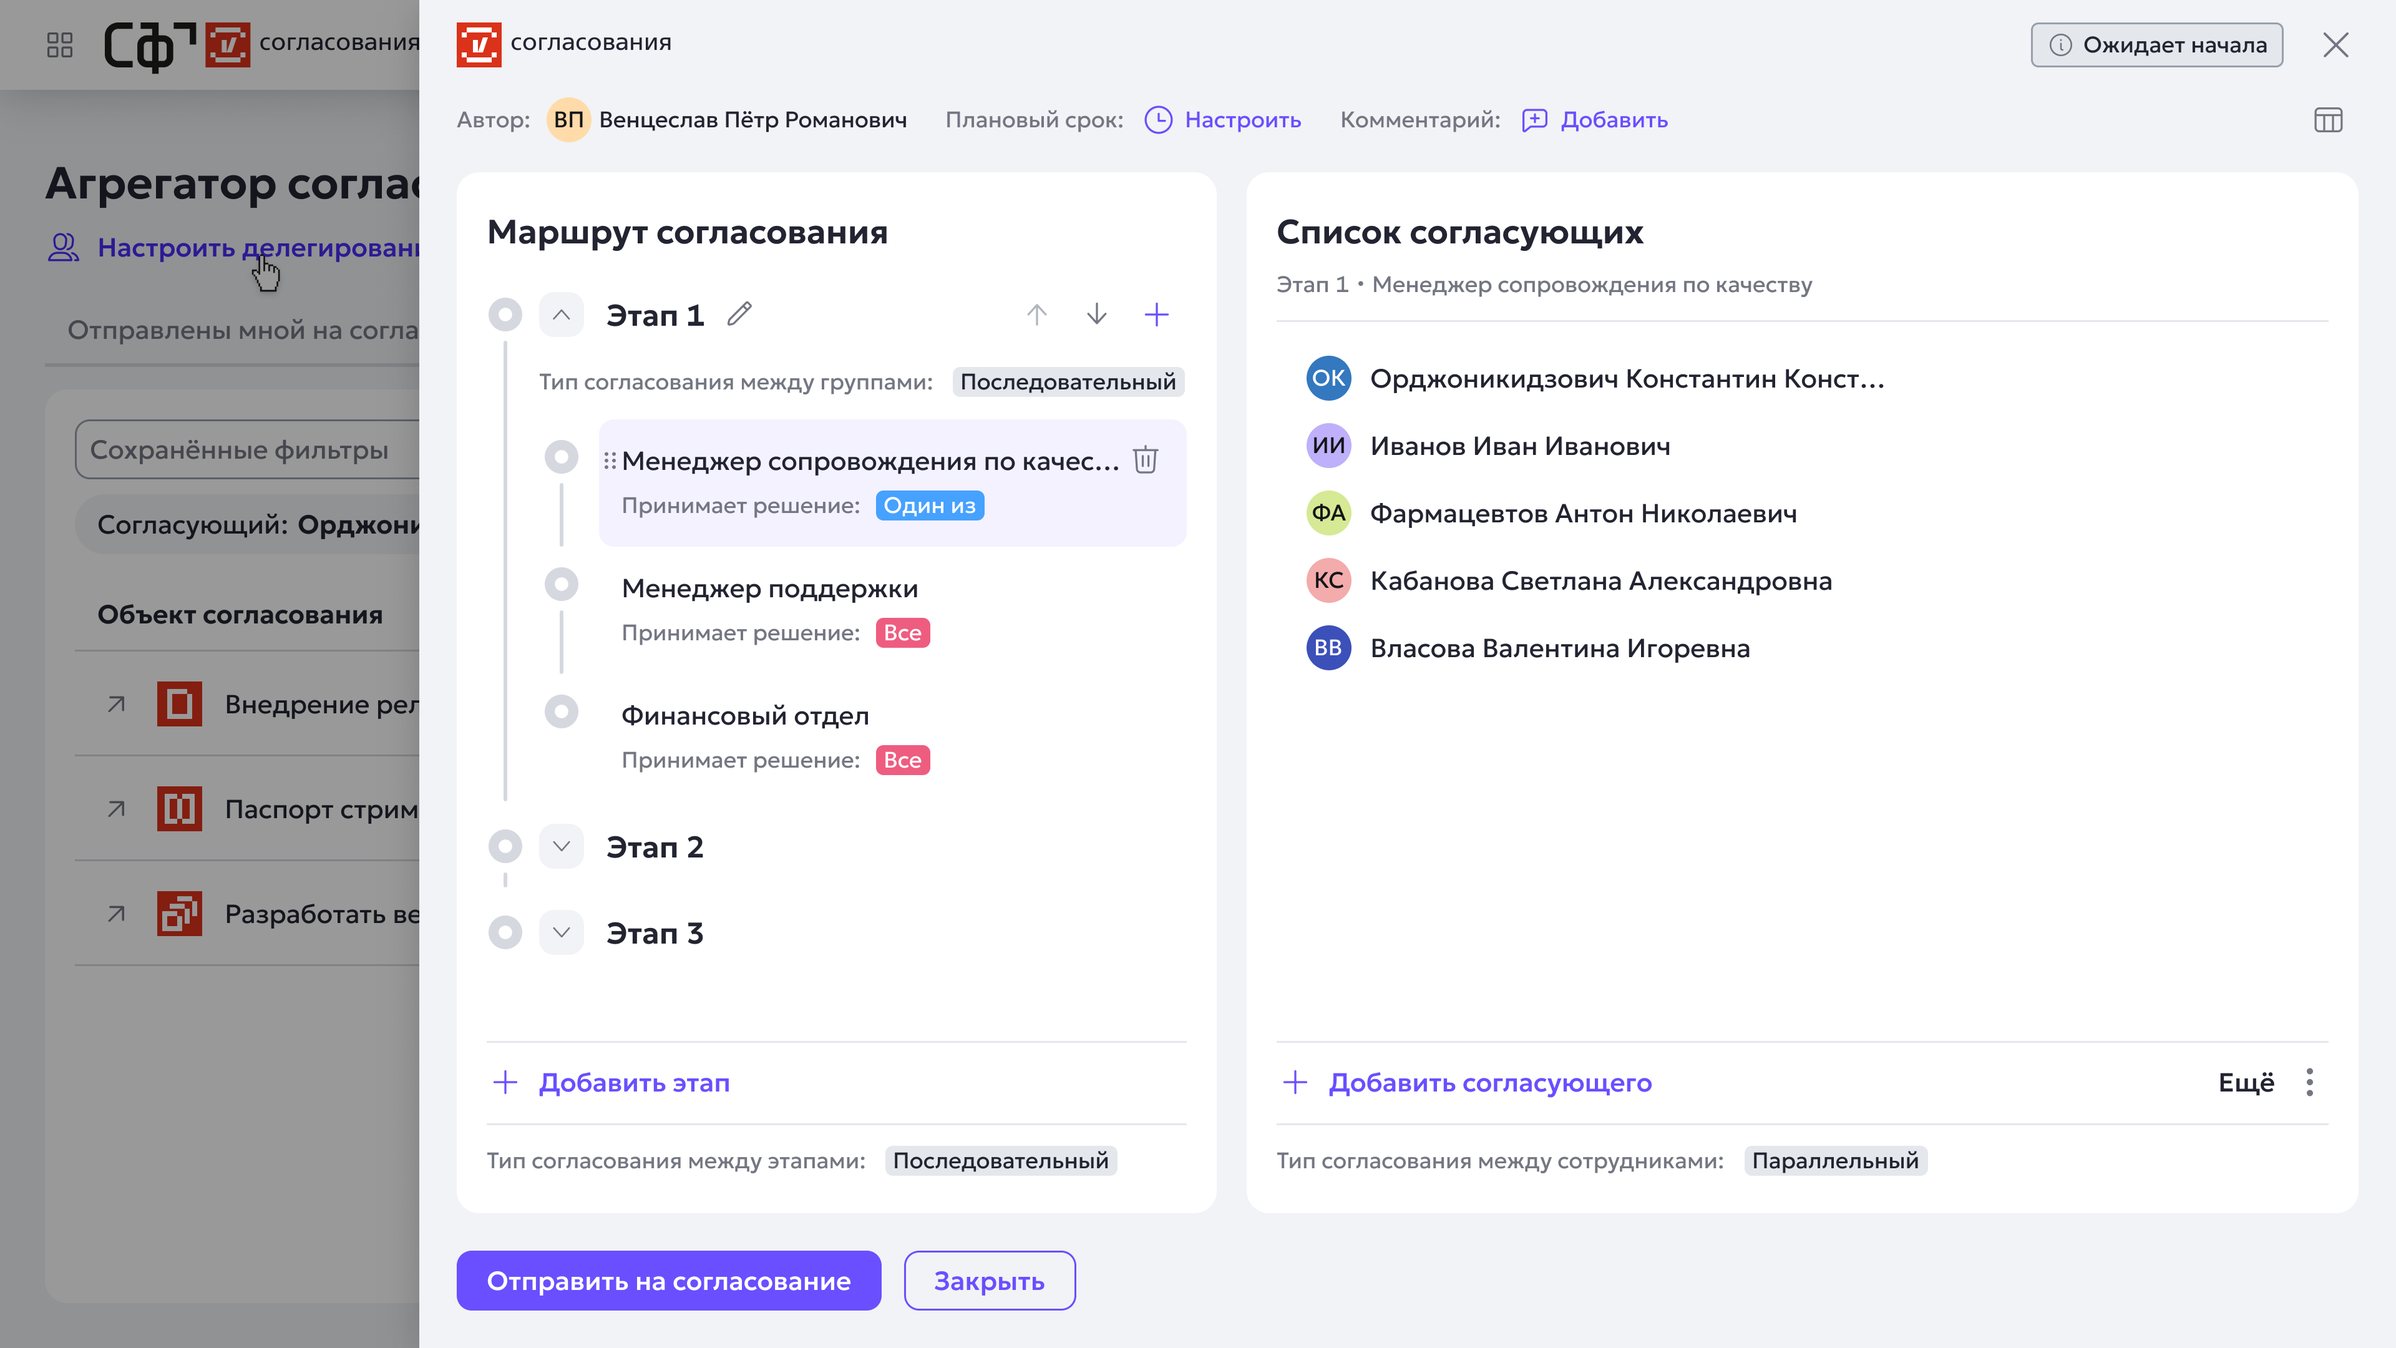 СФ
согласования
Агрегатор соглас
Настроить делегировани
Отправлены мной на согла
Сохранённые фильтры
Согласующий: Орджони
Объект согласования
Внедрение рел
Паспорт стрим
Разработать ве
согласования
Ожидает начала
Автор: ВП Венцеслав Пётр Романович Плановый срок: Настроить Комментарий: Добавить
Маршрут согласования
Этап 1
Тип согласования между группами: Последовательный
Менеджер сопровождения по качес...
Принимает решение: Один из
Менеджер поддержки
Принимает решение: Все
Финансовый отдел
Принимает решение: Все
Этап 2
Этап 3
Добавить этап
Тип согласования между этапами: Последовательный
Список согласующих
Этап 1 • Менеджер сопровождения по качеству
ОК Орджоникидзович Константин Конст...
ИИ Иванов Иван Иванович
ФА Фармацевтов Антон Николаевич
КС Кабанова Светлана Александровна
ВВ Власова Валентина Игоревна
Добавить согласующего Ещё
Тип согласования между сотрудниками: Параллельный
Отправить на согласование Закрыть